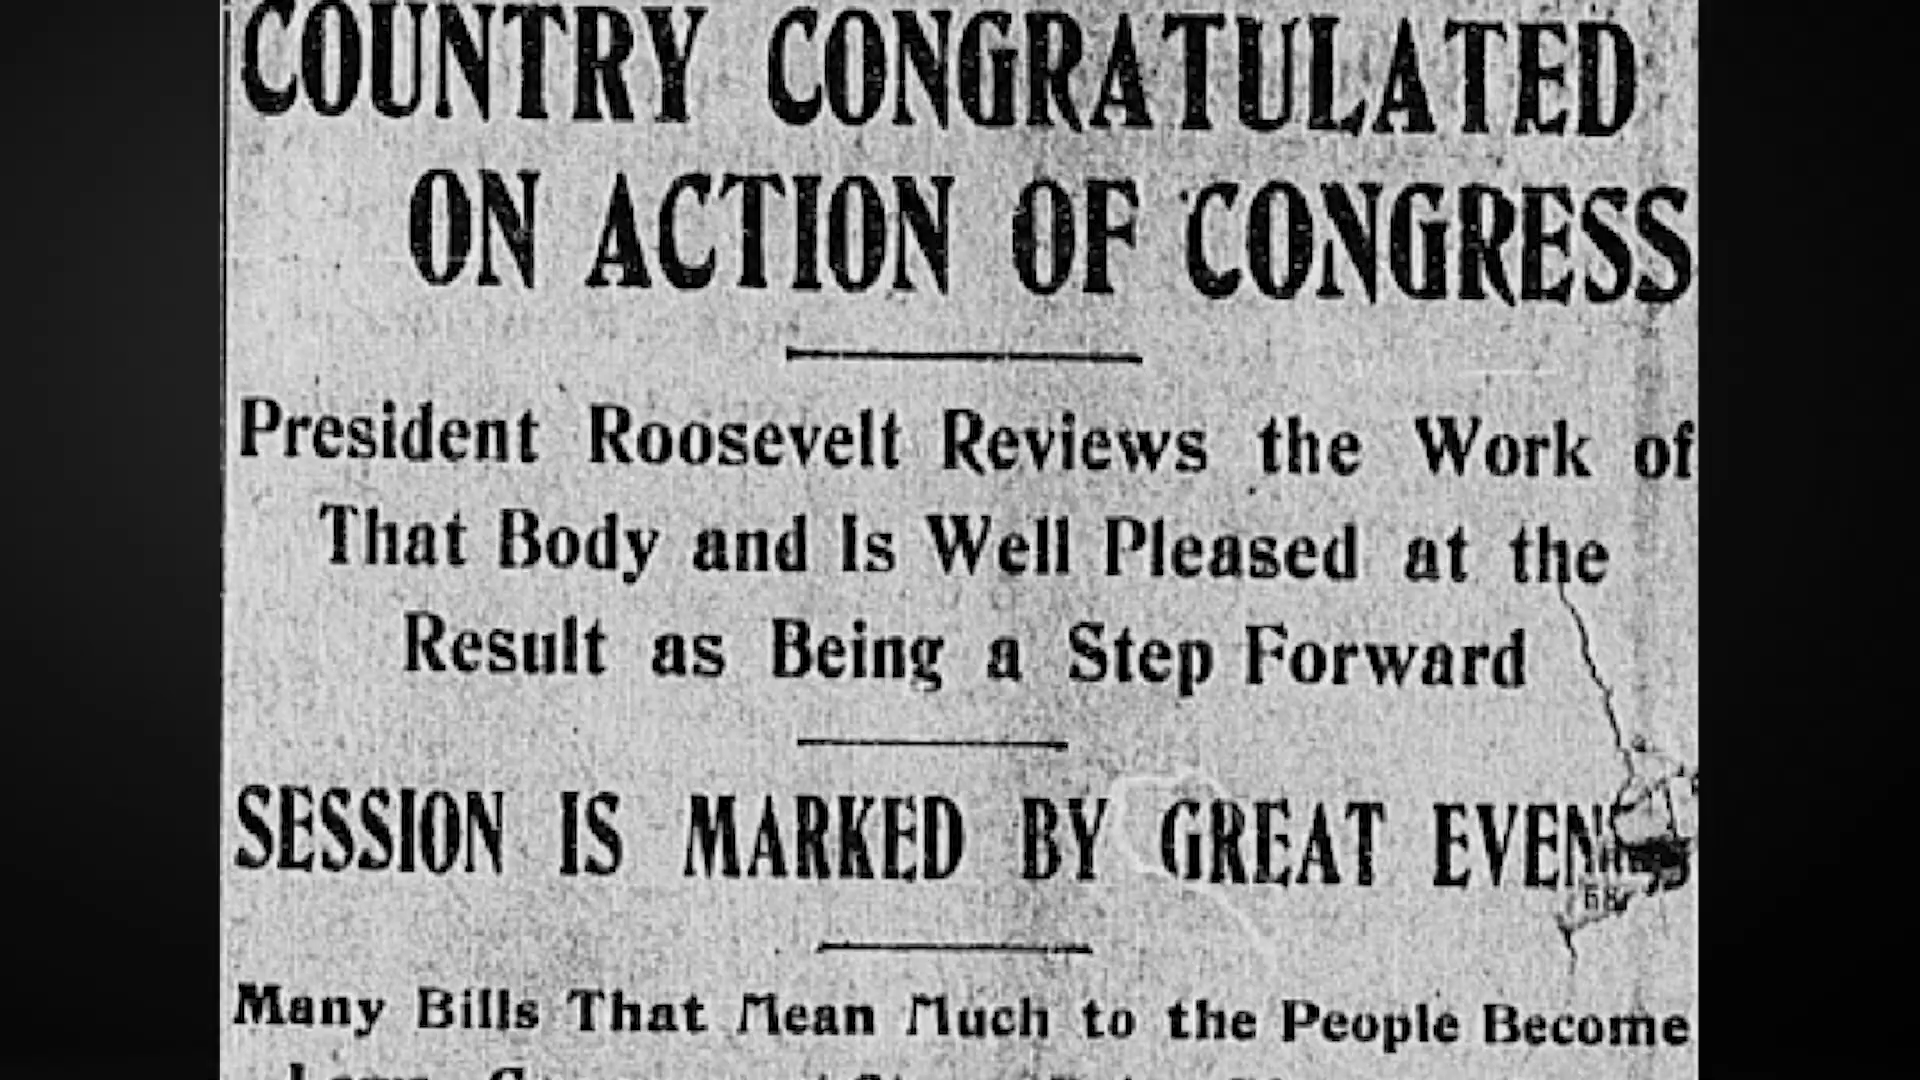 COUNTRY CONGRATULATED
ON ACTION OF CONGRESS
President Roosevelt Reviews the Work of
That Body and Is Well Pleased at the
Result as Being a Step Forward
SESSION IS MARKED BY GREAT
Many Bills That Mean Much to the People Become